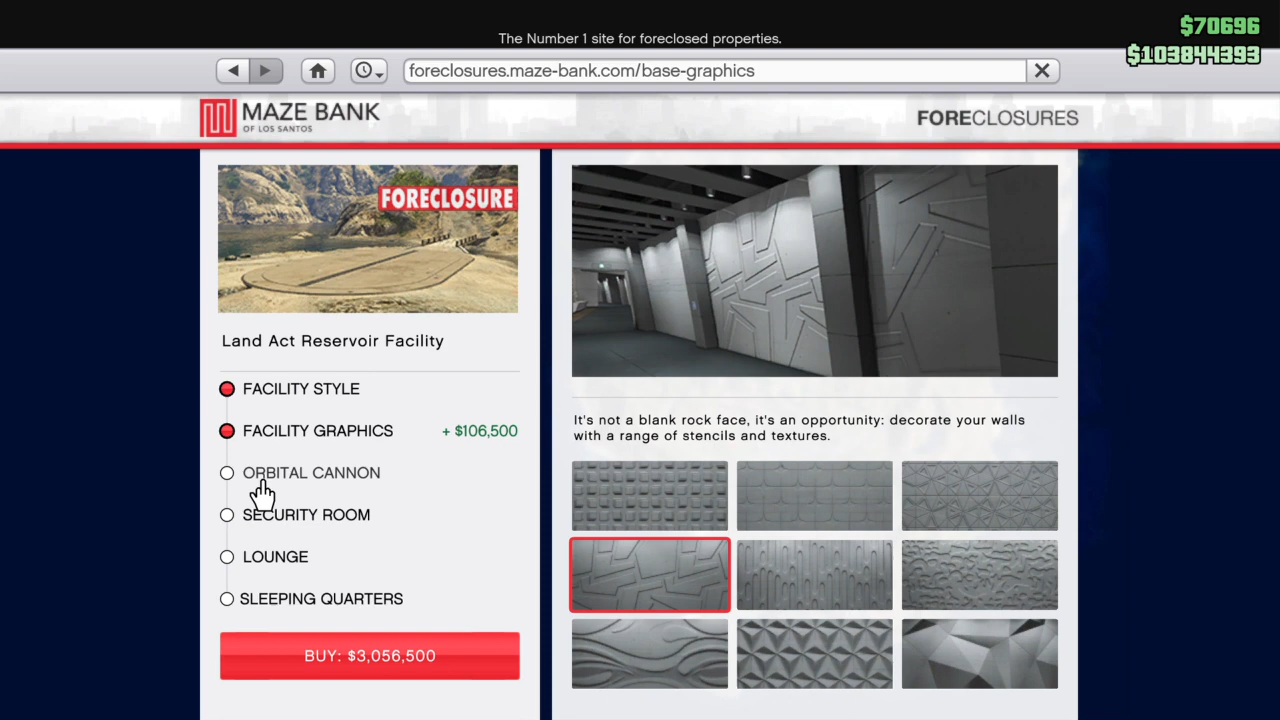 The Number 1 site for foreclosed properties.
$70696
$103844393
foreclosures.maze-bank.com/base-graphics
MAZE BANK
OF LOS SANTOS
FORECLOSURES
FORECLOSURE
Land Act Reservoir Facility
FACILITY STYLE
FACILITY GRAPHICS + $106,500
ORBITAL CANNON
SECURITY ROOM
LOUNGE
SLEEPING QUARTERS
BUY: $3,056,500
It's not a blank rock face, it's an opportunity: decorate your walls
with a range of stencils and textures.